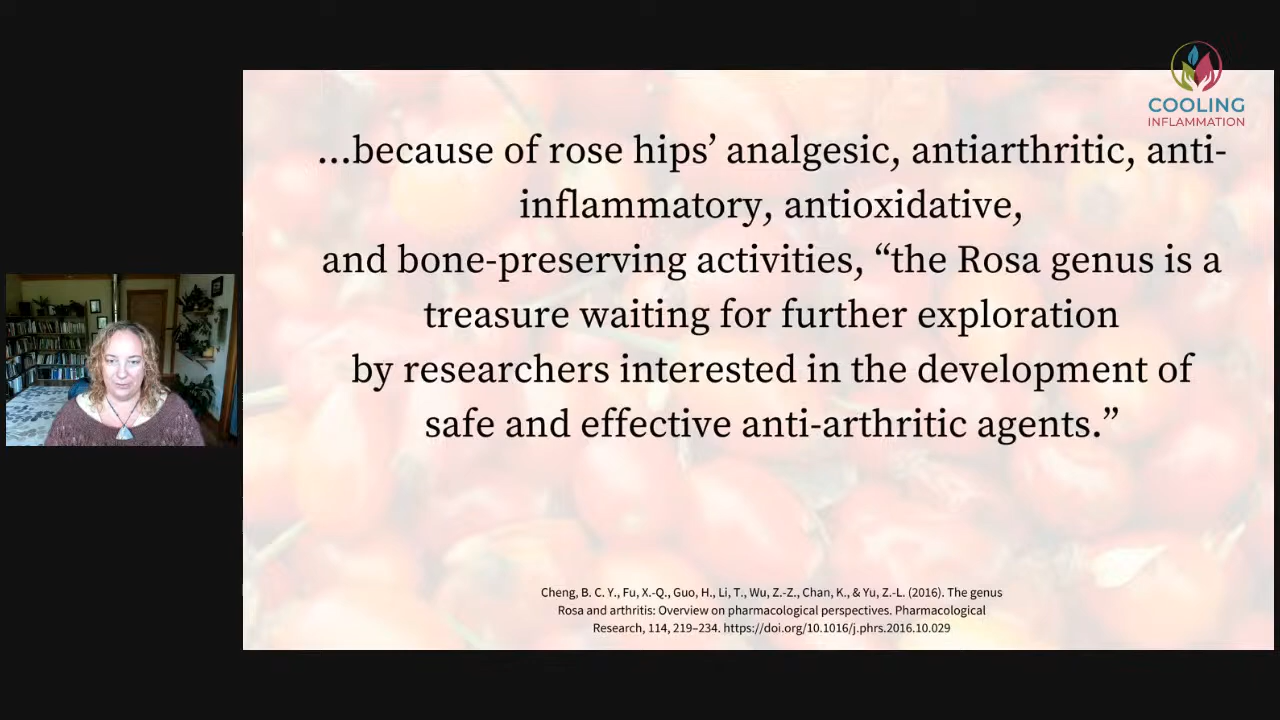 COOLING
INFLAMMATION
...because of rose hips’ analgesic, antiarthritic, anti-
inflammatory, antioxidative,
and bone-preserving activities, “the Rosa genus is a
treasure waiting for further exploration
by researchers interested in the development of
safe and effective anti-arthritic agents.”
Cheng, B. C. Y., Fu, X.-Q., Guo, H., Li, T., Wu, Z.-Z., Chan, K., & Yu, Z.-L. (2016). The genus
Rosa and arthritis: Overview on pharmacological perspectives. Pharmacological
Research, 114, 219–234. https://doi.org/10.1016/j.phrs.2016.10.029